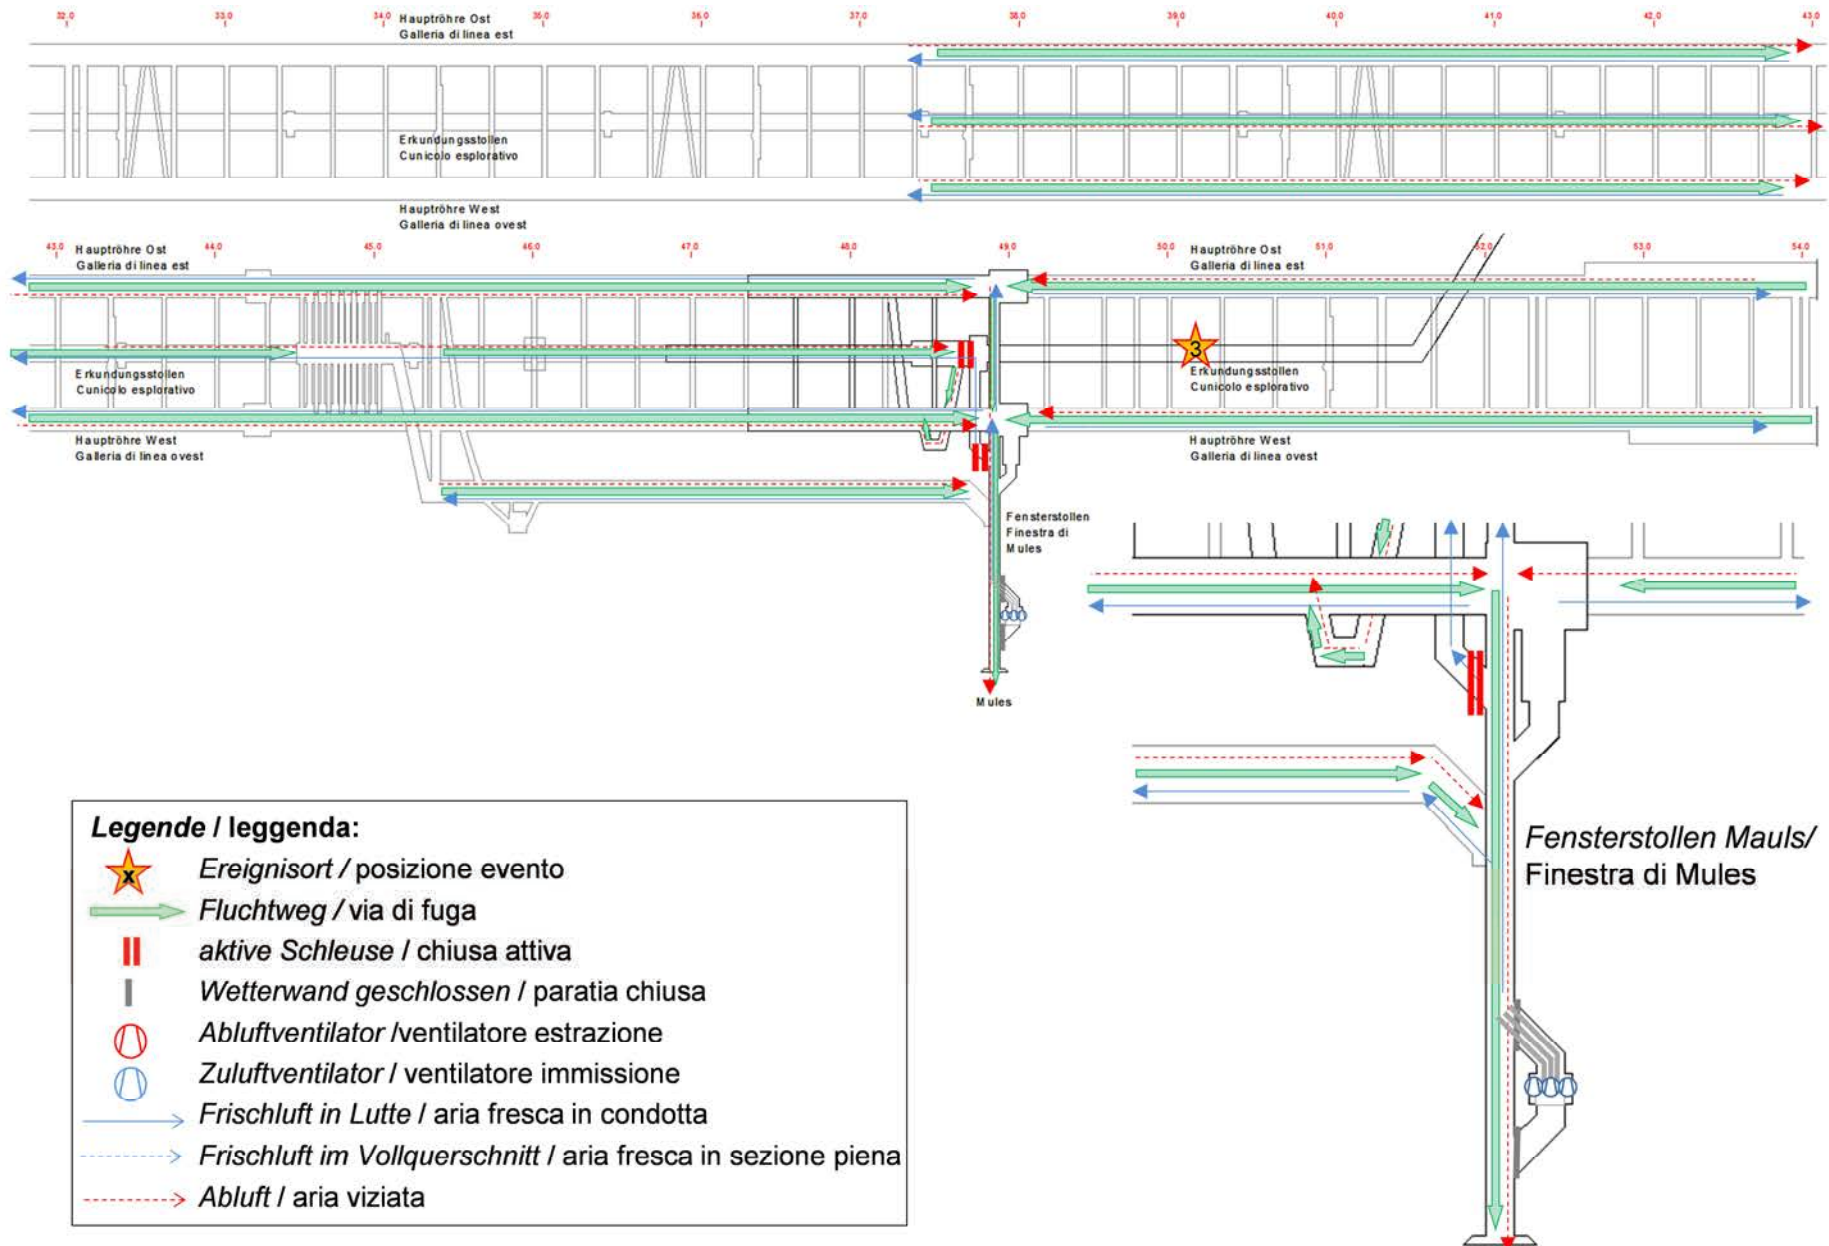 32.0 33.0 34.0 35.0 36.0 37.0 38.0 39.0 40.0 41.0 42.0 43.0
Hauptröhre Ost
Galleria di linea est
Erkundungsstollen
Cunicolo esplorativo
Hauptröhre West
Galleria di linea ovest
43.0 44.0 45.0 46.0 47.0 48.0 49.0 50.0 51.0 52.0 53.0 54.0
Hauptröhre Ost
Galleria di linea est
Hauptröhre Ost
Galleria di linea est
3
Erkundungsstollen
Cunicolo esplorativo
Erkundungsstollen
Cunicolo esplorativo
Hauptröhre West
Galleria di linea ovest
Hauptröhre West
Galleria di linea ovest
Fensterstollen
Finestra di
Mules
Mules
Fensterstollen Mauls/
Finestra di Mules
Legende / leggenda:
x
Ereignisort / posizione evento
Fluchtweg / via di fuga
aktive Schleuse / chiusa attiva
Wetterwand geschlossen / paratia chiusa
Abluftventilator /ventilatore estrazione
Zuluftventilator / ventilatore immissione
Frischluft in Lutte / aria fresca in condotta
Frischluft im Vollquerschnitt / aria fresca in sezione piena
Abluft / aria viziata